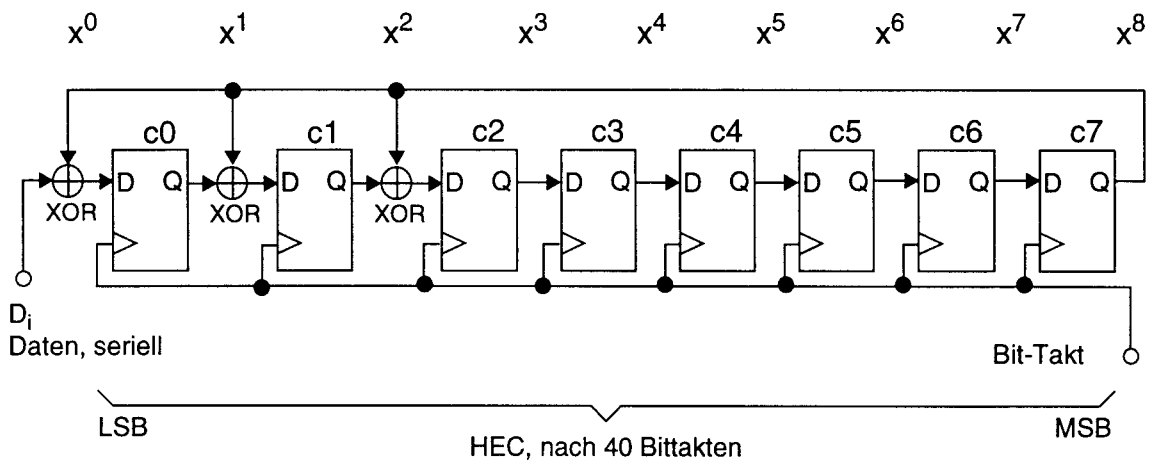 x⁰ x¹ x² x³ x⁴ x⁵ x⁶ x⁷ x⁸
c0 c1 c2 c3 c4 c5 c6 c7
D Q D Q D Q D Q D Q D Q D Q D Q
XOR XOR XOR
Dᵢ
Daten, seriell
Bit-Takt
LSB MSB
HEC, nach 40 Bittakten